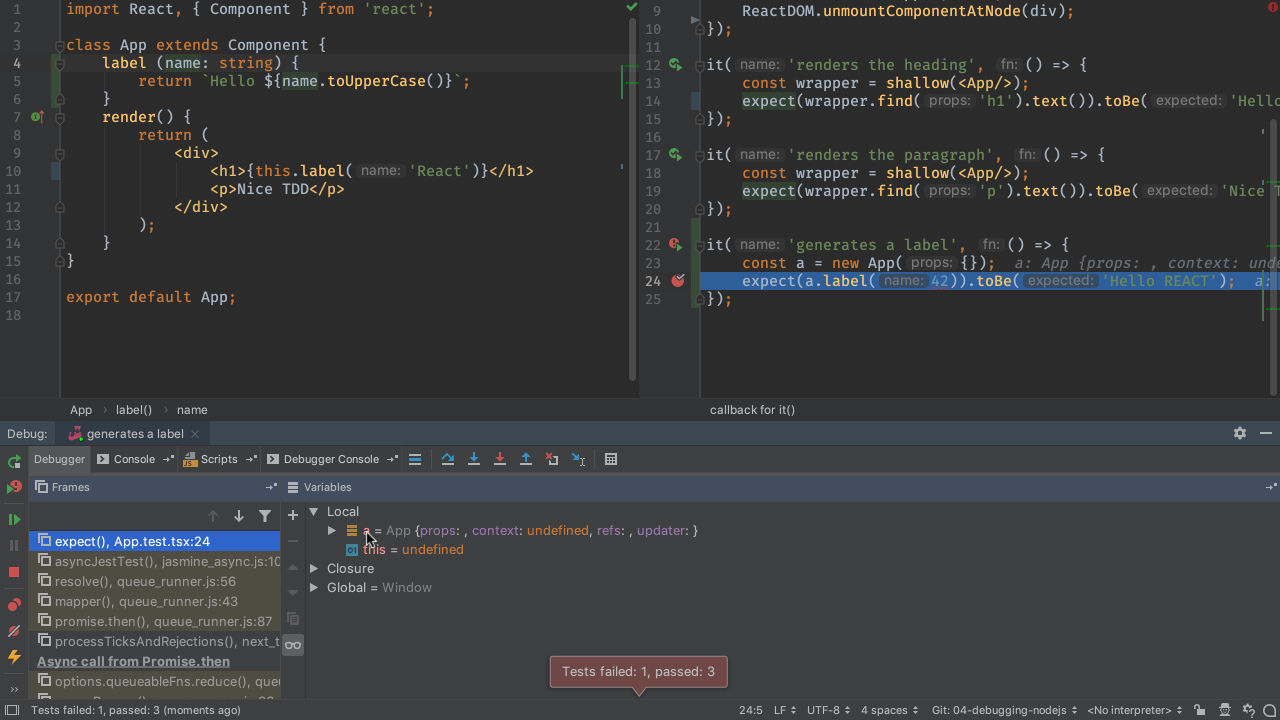 1 import React, { Component } from 'react';
2
3 class App extends Component {
4 label (name: string) {
5 return `Hello ${name.toUpperCase()}`;
6 }
7 render() {
8 return (
9 <div>
10 <h1>{this.label( name: 'React')}</h1>
11 <p>Nice TDD</p>
12 </div>
13 );
14 }
15 }
16
17 export default App;
18
9 ReactDOM.unmountComponentAtNode(div);
10 });
11
12 it( name: 'renders the heading', fn: () => {
13 const wrapper = shallow(<App/>);
14 expect(wrapper.find( props: 'h1').text()).toBe( expected: 'Hello
15 });
16
17 it( name: 'renders the paragraph', fn: () => {
18 const wrapper = shallow(<App/>);
19 expect(wrapper.find( props: 'p').text()).toBe( expected: 'Nice T
20 });
21
22 it( name: 'generates a label', fn: () => {
23 const a = new App( props: {}); a: App {props: , context: unde
24 expect(a.label( name: 42)).toBe( expected: 'Hello REACT'); a:
25 });
App › label() › name
callback for it()
Debug: generates a label
Debugger Console Scripts Debugger Console
Frames
Variables
expect(), App.test.tsx:24
asyncJestTest(), jasmine_async.js:10
resolve(), queue_runner.js:56
mapper(), queue_runner.js:43
promise.then(), queue_runner.js:87
processTicksAndRejections(), next_t
Async call from Promise.then
options.queueableFns.reduce(), que
Local
a = App {props: , context: undefined, refs: , updater: }
this = undefined
Closure
Global = Window
Tests failed: 1, passed: 3
Tests failed: 1, passed: 3 (moments ago)
24:5 LF UTF-8 4 spaces Git: 04-debugging-nodejs <No interpreter>